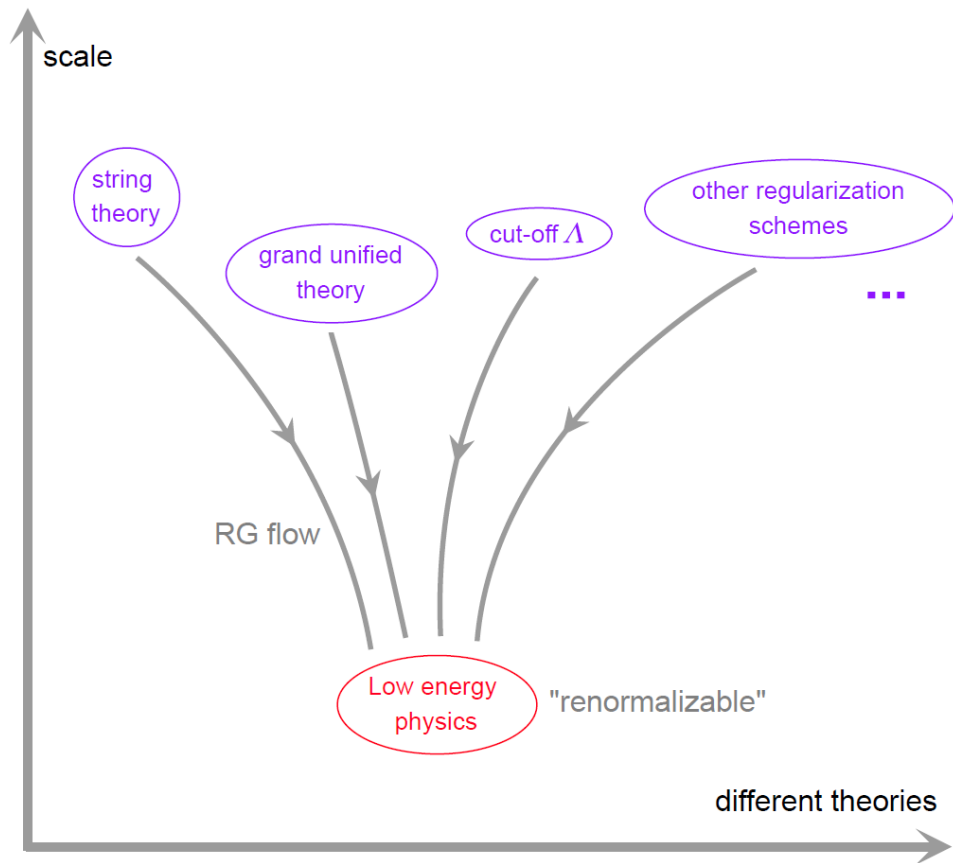 scale
string
theory
grand unified
theory
cut-off Λ
other regularization
schemes
...
RG flow
Low energy
physics
"renormalizable"
different theories